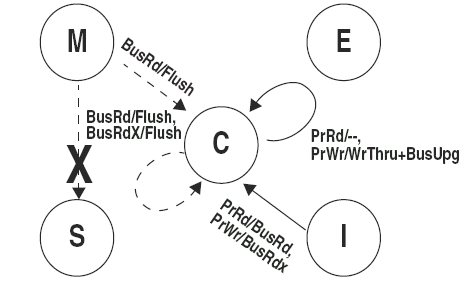 M
E
BusRd/Flush
BusRd/Flush,
BusRdX/Flush
C
PrRd/--,
PrWr/WrThru+BusUpg
X
S
PrRd/BusRd,
PrWr/BusRdx
I